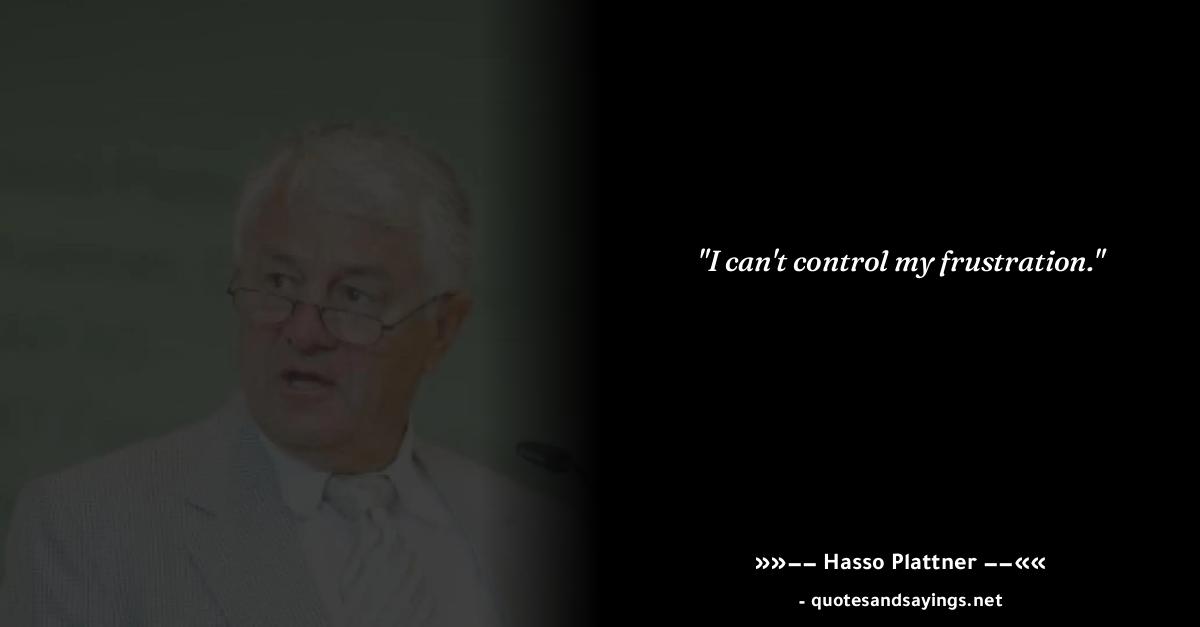 "I can't control my frustration."
»»−− Hasso Plattner −−««
- quotesandsayings.net